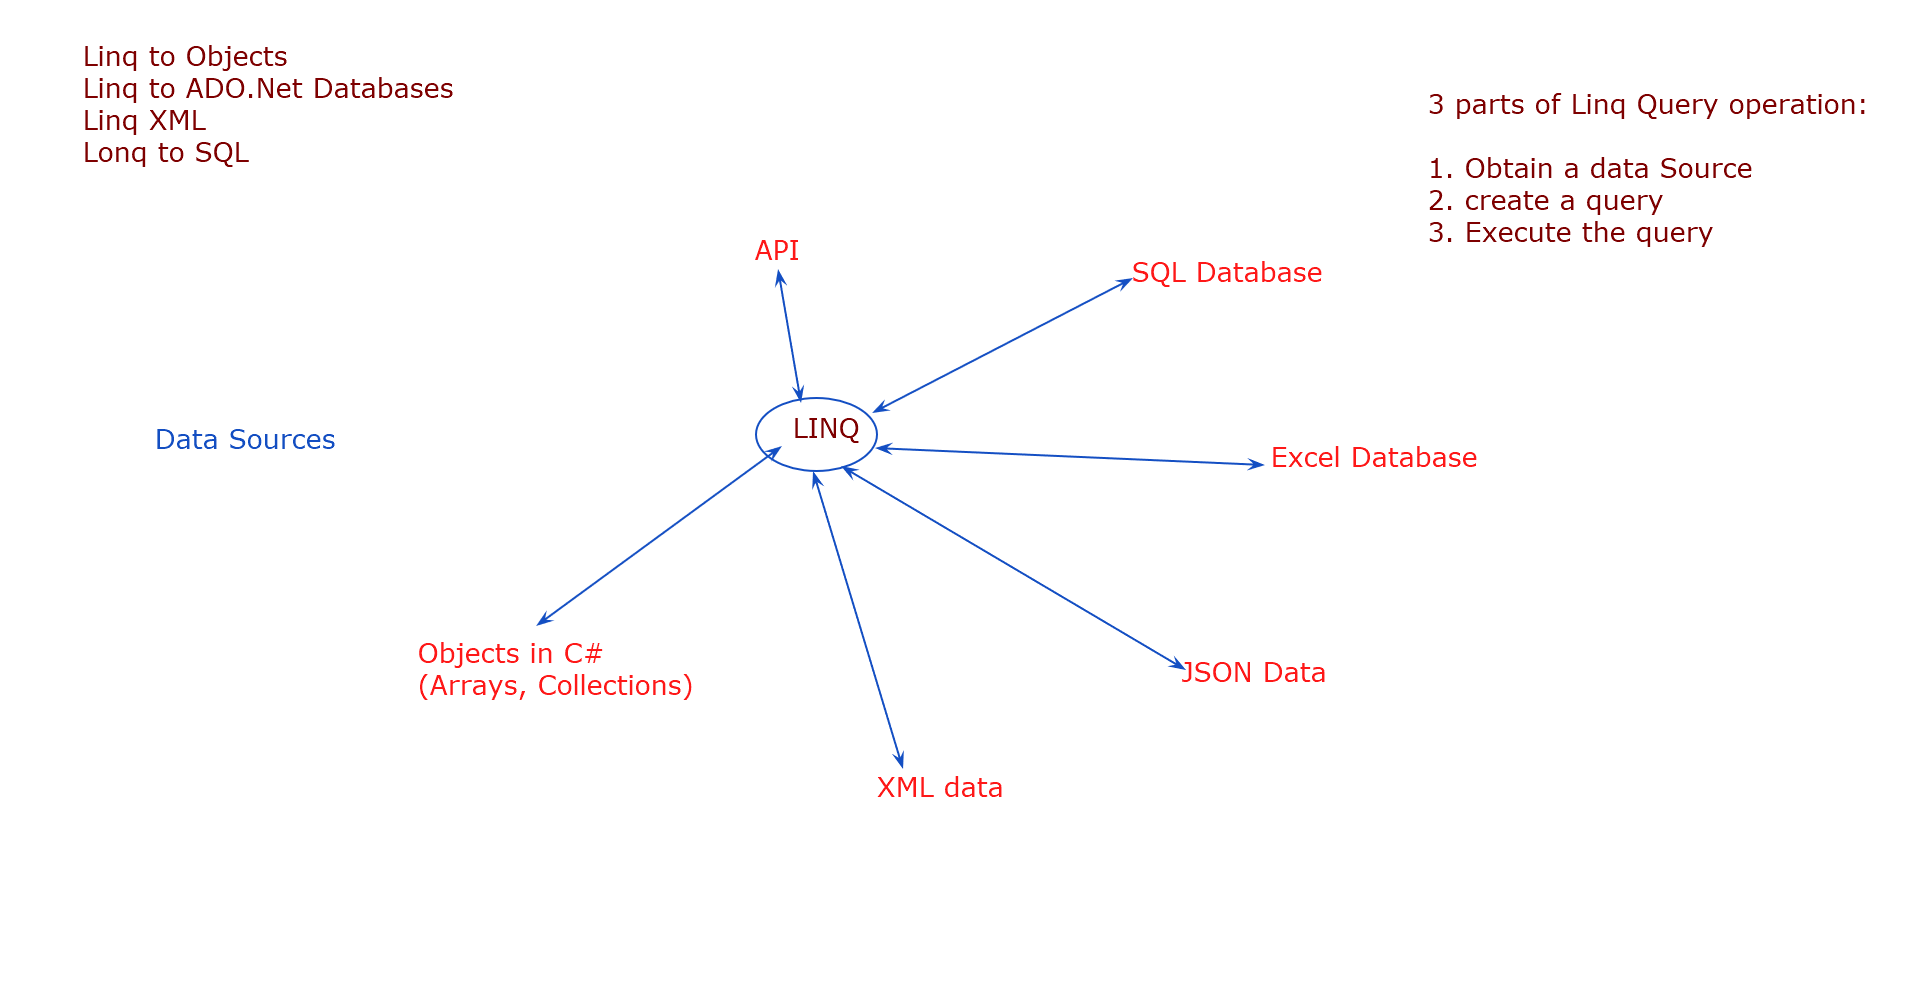 Linq to Objects
Linq to ADO.Net Databases
Linq XML
Lonq to SQL
3 parts of Linq Query operation:
1. Obtain a data Source
2. create a query
3. Execute the query
API
SQL Database
LINQ
Data Sources
Excel Database
Objects in C#
(Arrays, Collections)
JSON Data
XML data